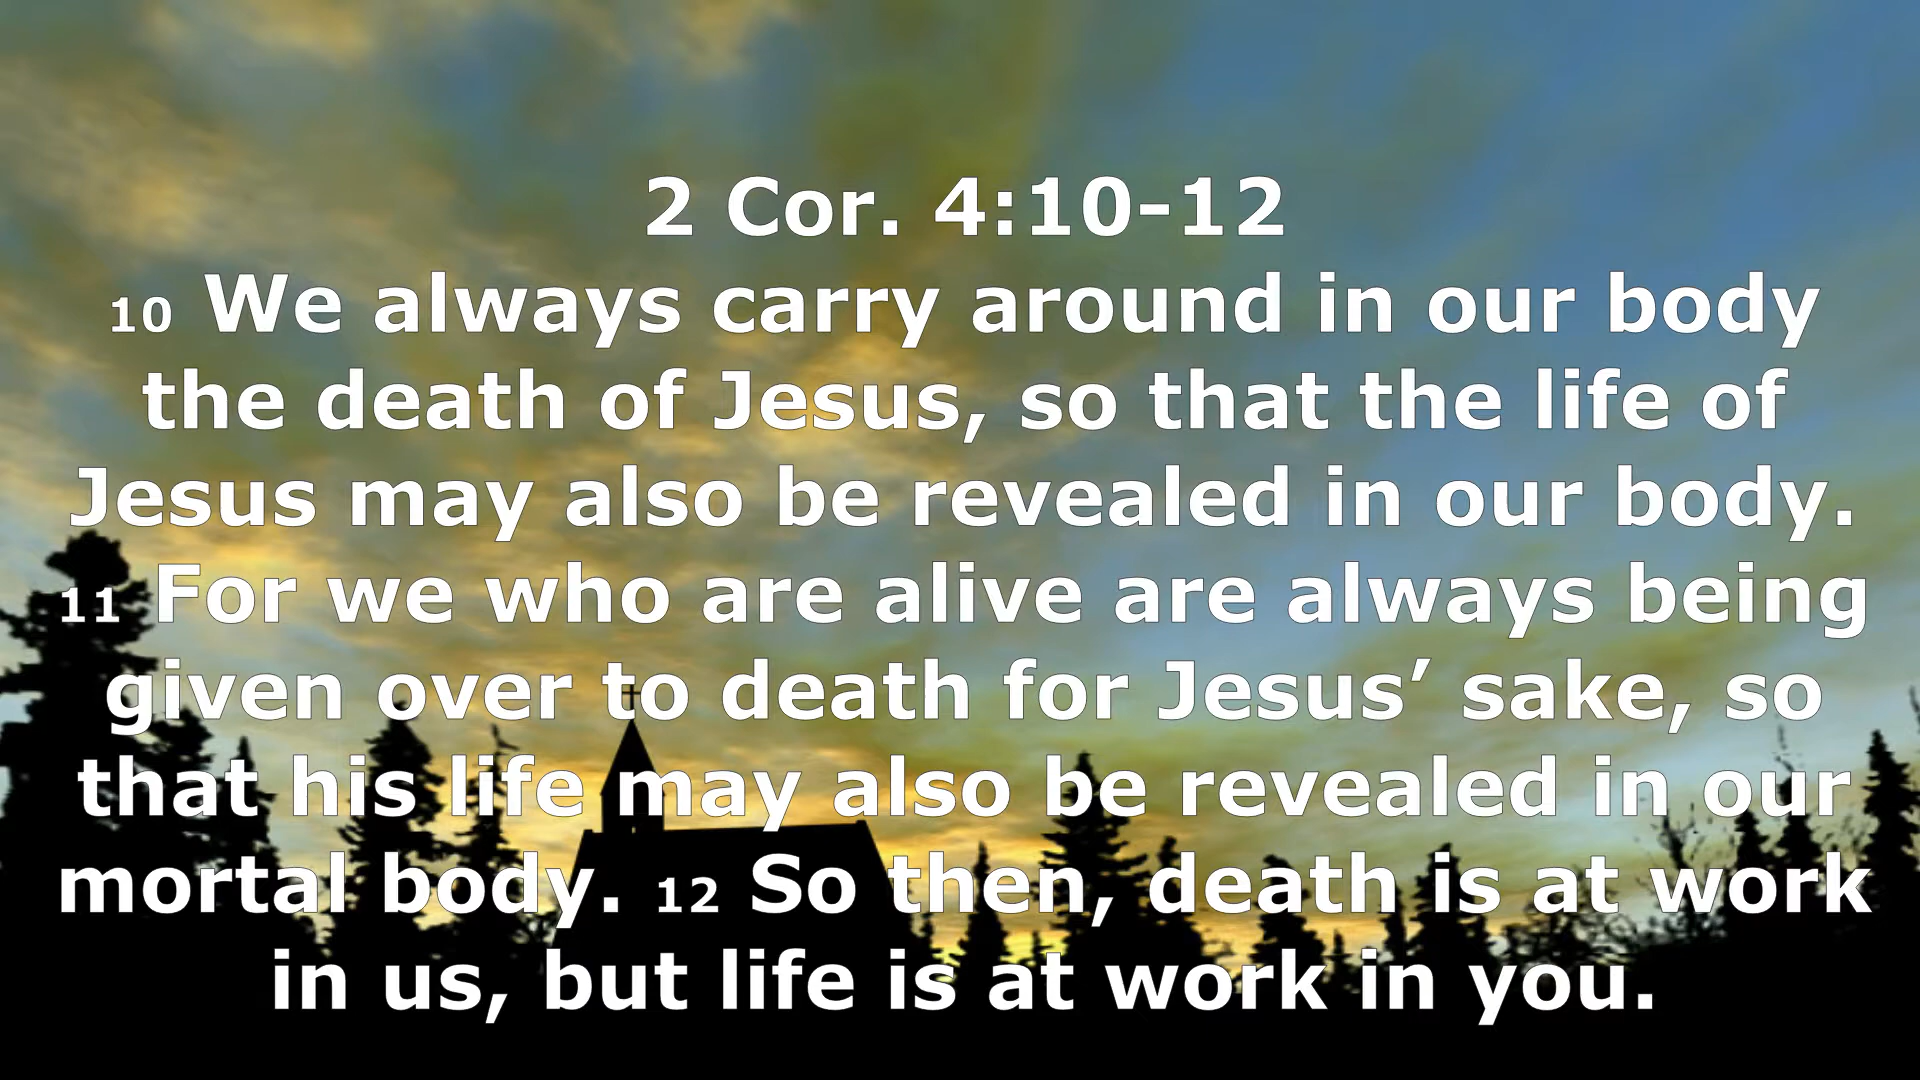 2 Cor. 4:10-12
10 We always carry around in our body
the death of Jesus, so that the life of
Jesus may also be revealed in our body.
11 For we who are alive are always being
given over to death for Jesus’ sake, so
that his life may also be revealed in our
mortal body. 12 So then, death is at work
in us, but life is at work in you.